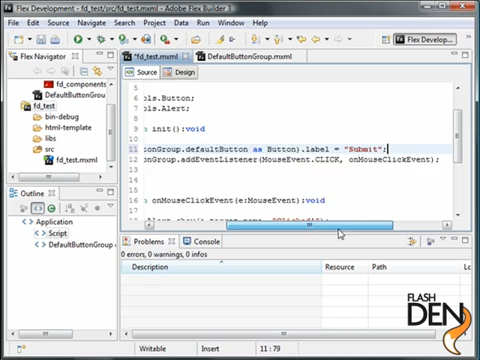 Flex Development - fd_test/src/fd_test.mxml - Adobe Flex Builder 3
File Edit Source Navigate Search Project Data Run Window Help
Flex Develop...
Flex Navigator
fd_components
DefaultButtonGroup
fd_test
bin-debug
html-template
libs
src
fd_test.mxml
Outline
Application
Script
DefaultButtonGroup
*fd_test.mxml
DefaultButtonGroup.mxml
Source
Design
5
6 ols.Button;
7 ls.Alert;
8
9 n init():void
10
11 tonGroup.defaultButton as Button).label = "Submit";
12 onGroup.addEventListener(MouseEvent.CLICK, onMouseClickEvent);
13
14
15
16 n onMouseClickEvent(e:MouseEvent):void
17
Problems
Console
0 errors, 0 warnings, 0 infos
Description Resource Path Lo
Writable Insert 11 : 79
FLASH
DEN